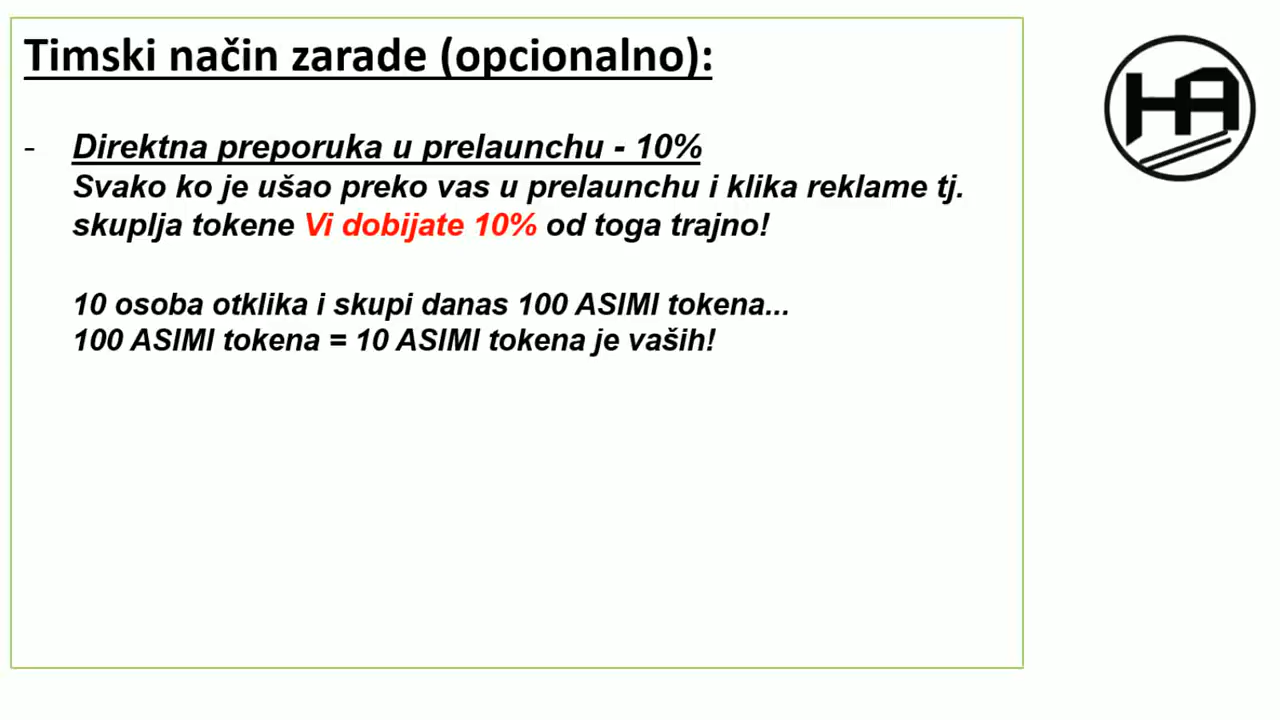 Timski način zarade (opcionalno):
- Direktna preporuka u prelaunchu - 10%
Svako ko je ušao preko vas u prelaunchu i klika reklame tj.
skuplja tokene Vi dobijate 10% od toga trajno!
10 osoba otklika i skupi danas 100 ASIMI tokena...
100 ASIMI tokena = 10 ASIMI tokena je vaših!
HA